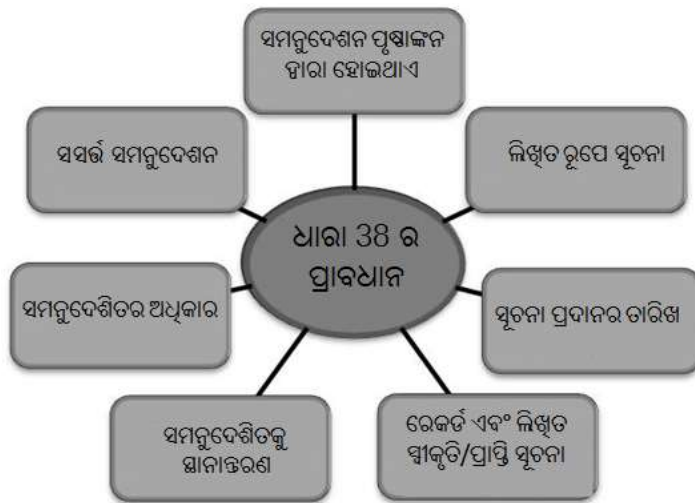 ସମନୁଦେଶନ ପୃଷ୍ଠାଙ୍କନ
ଦ୍ୱାରା ହୋଇଥାଏ
ସସର୍ତ୍ତ ସମନୁଦେଶନ
ଲିଖିତ ରୂପେ ସୂଚନା
ଧାରା 38 ର
ପ୍ରାବଧାନ
ସମନୁଦେଶିତର ଅଧିକାର
ସୂଚନା ପ୍ରଦାନର ତାରିଖ
ସମନୁଦେଶିତକୁ
ସ୍ଥାନାନ୍ତରଣ
ରେକର୍ଡ ଏବଂ ଲିଖିତ
ସ୍ୱୀକୃତି/ପ୍ରାପ୍ତି ସୂଚନା